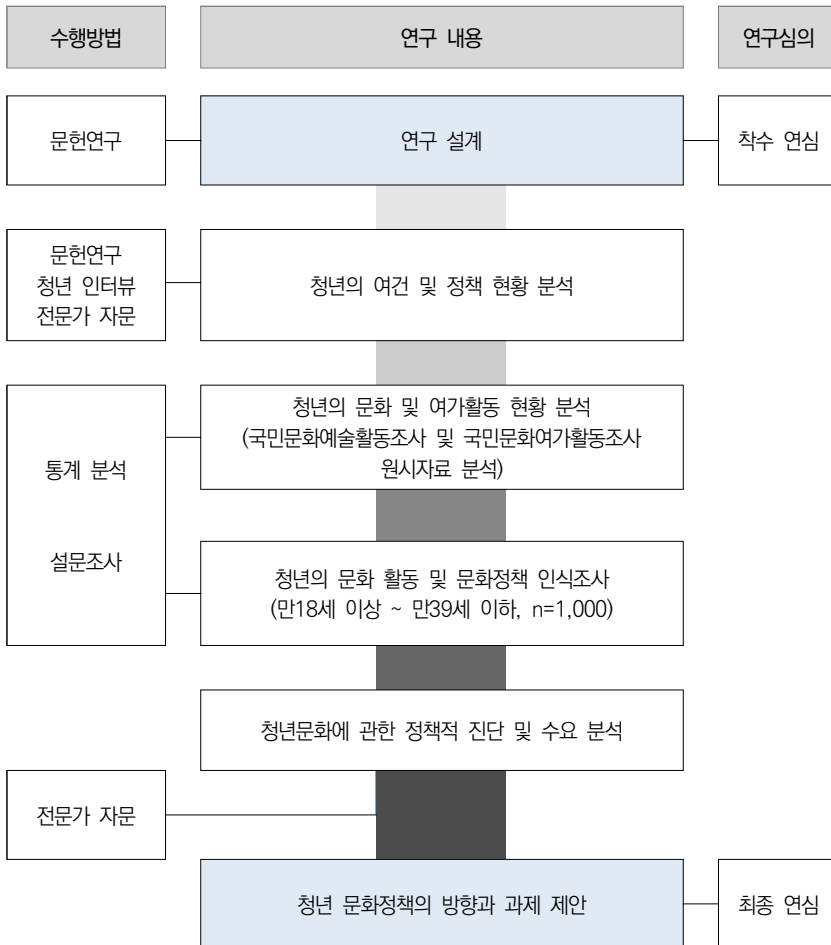 수행방법
연구 내용
연구심의
문헌연구
연구 설계
착수 연심
문헌연구
청년 인터뷰
전문가 자문
청년의 여건 및 정책 현황 분석
통계 분석
설문조사
청년의 문화 및 여가활동 현황 분석
(국민문화예술활동조사 및 국민문화여가활동조사
원시자료 분석)
청년의 문화 활동 및 문화정책 인식조사
(만18세 이상 ~ 만39세 이하, n=1,000)
청년문화에 관한 정책적 진단 및 수요 분석
전문가 자문
청년 문화정책의 방향과 과제 제안
최종 연심